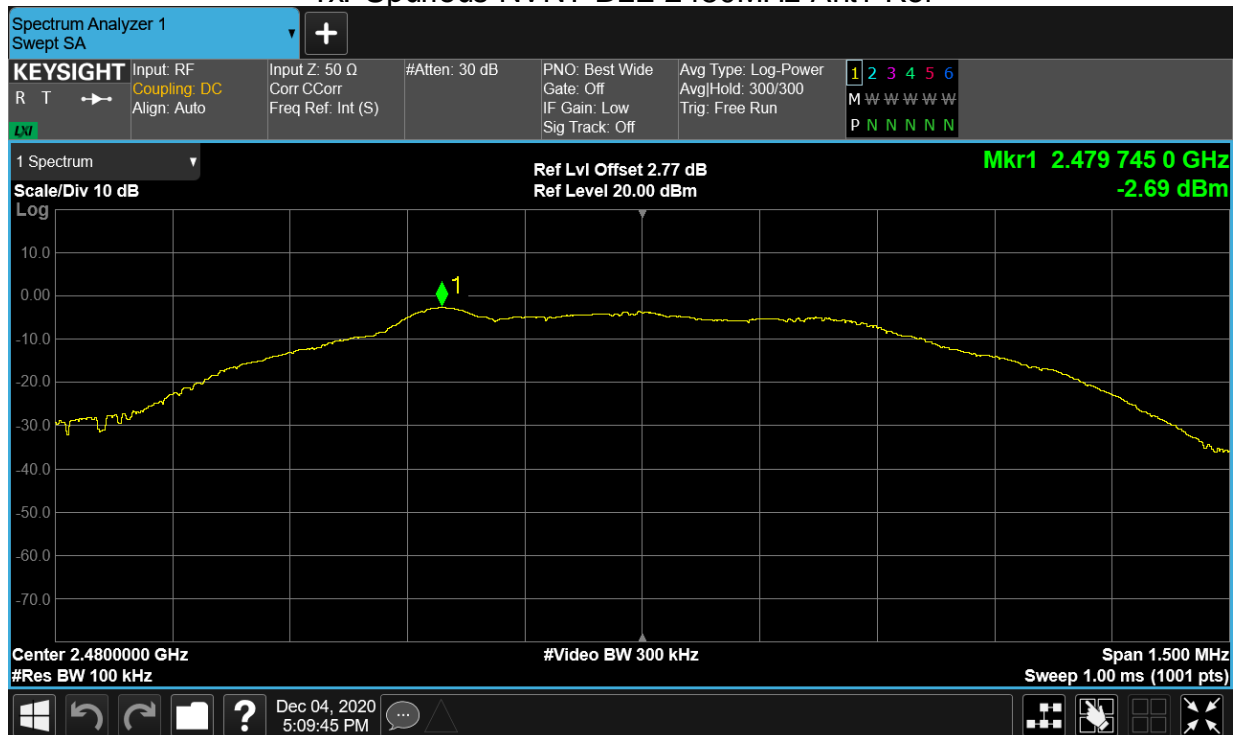 Spectrum Analyzer 1
Swept SA
+
KEYSIGHT
R T
LXI
Input: RF
Coupling: DC
Align: Auto
Input Z: 50 Ω
Corr CCorr
Freq Ref: Int (S)
#Atten: 30 dB
PNO: Best Wide
Gate: Off
IF Gain: Low
Sig Track: Off
Avg Type: Log-Power
Avg|Hold: 300/300
Trig: Free Run
1 2 3 4 5 6
M W W W W W
P N N N N N
1 Spectrum
Scale/Div 10 dB
Log
Ref Lvl Offset 2.77 dB
Ref Level 20.00 dBm
Mkr1 2.479 745 0 GHz
-2.69 dBm
10.0
0.00
-10.0
-20.0
-30.0
-40.0
-50.0
-60.0
-70.0
1
Center 2.4800000 GHz
#Res BW 100 kHz
#Video BW 300 kHz
Span 1.500 MHz
Sweep 1.00 ms (1001 pts)
?
Dec 04, 2020
5:09:45 PM